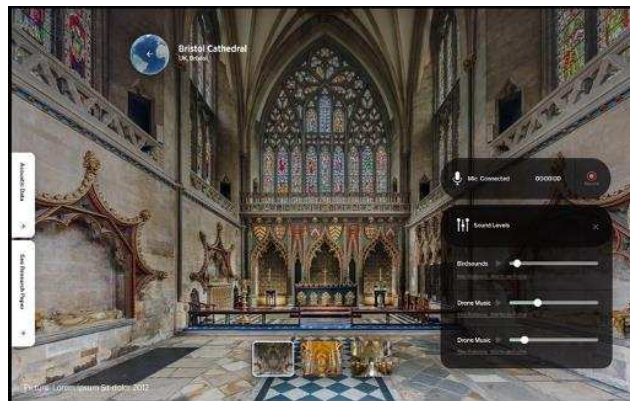 Bristol Cathedral
UK, Bristol
Acoustic Data
See Research Paper
Mic Connected
00:00:00
Record
Sound Levels
Birdsounds
Drone Music
Drone Music
Picture: Lorem Ipsum Sit dolor 2012